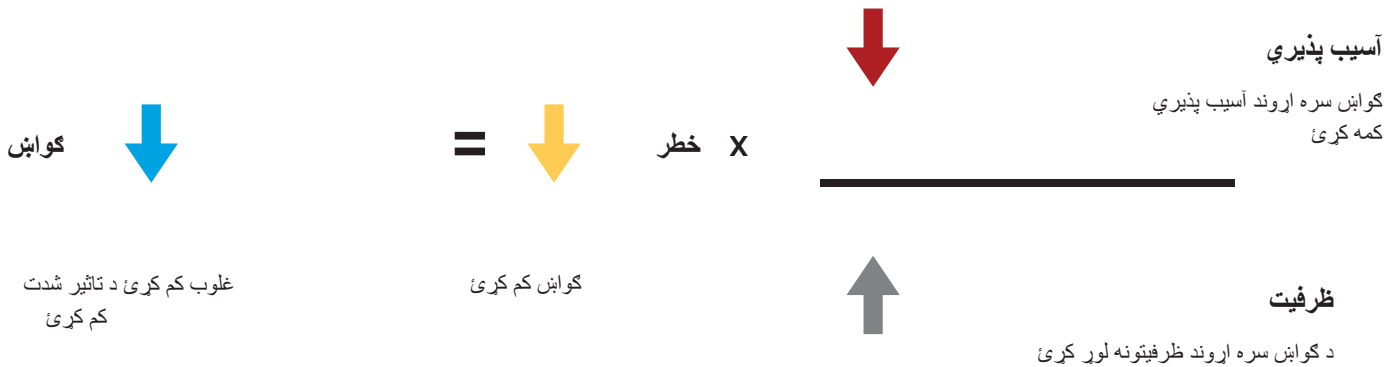 آسیب پذیري
ګواښ سره اړوند آسیب پذیري
کمه کړئ
ګواښ
=
خطر
x
غلوب کم کړئ د تاثیر شدت
کم کړئ
ګواښ کم کړئ
ظرفیت
د ګواښ سره اړوند ظرفیتونه لوړ کړئ